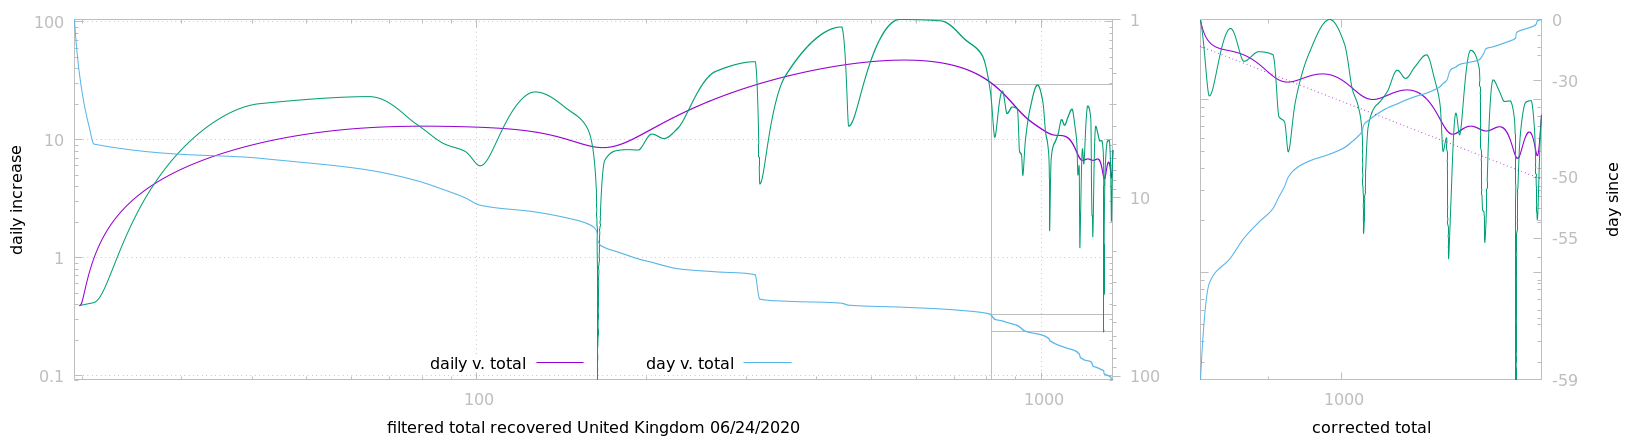 100
10
1
0.1
daily increase
100
1000
1
10
100
daily v. total
day v. total
filtered total recovered United Kingdom 06/24/2020
0
-30
-50
-55
-59
day since
1000
corrected total